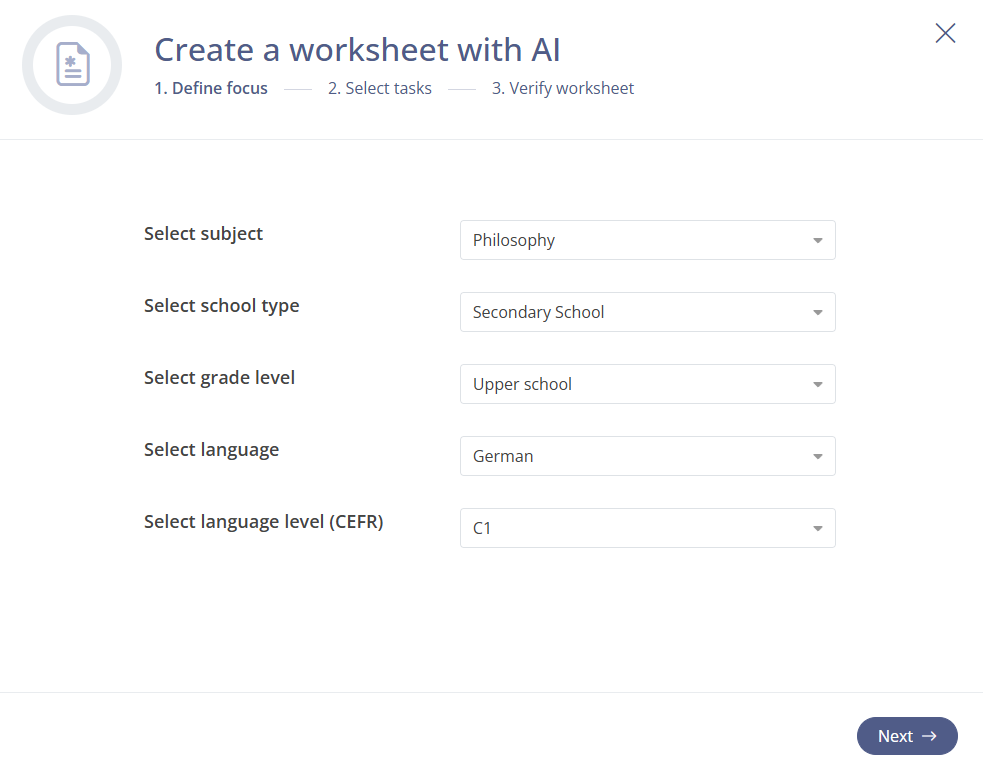 Create a worksheet with AI
1. Define focus 2. Select tasks 3. Verify worksheet
Select subject Philosophy
Select school type Secondary School
Select grade level Upper school
Select language German
Select language level (CEFR) C1
Next →